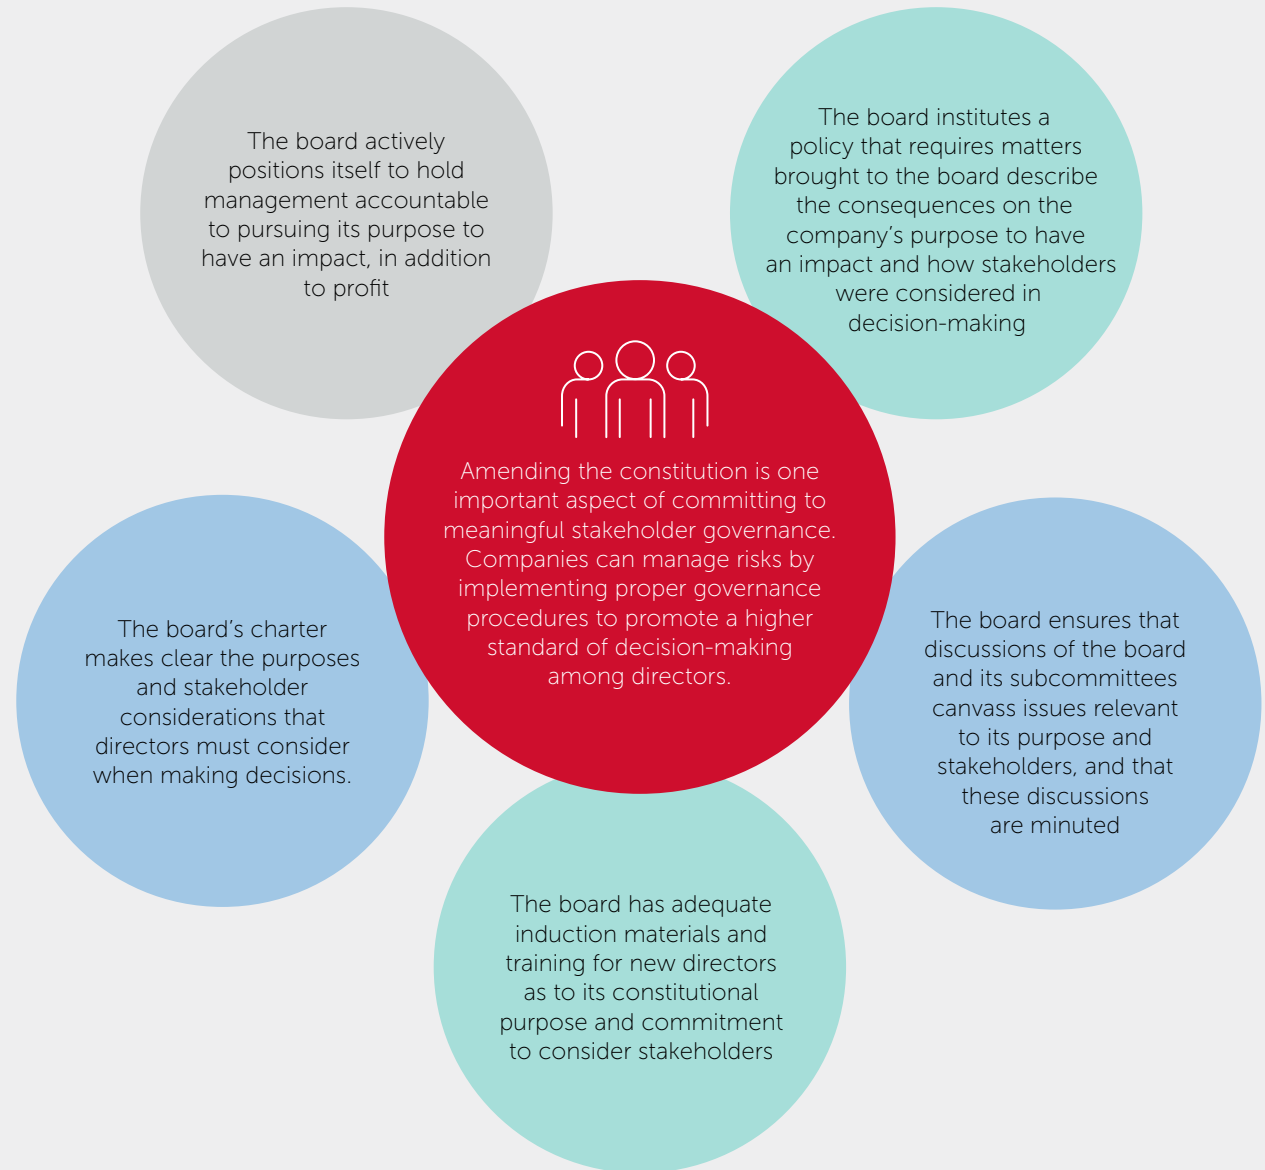 The board actively
positions itself to hold
management accountable
to pursuing its purpose to
have an impact, in addition
to profit
The board institutes a
policy that requires matters
brought to the board describe
the consequences on the
company's purpose to have
an impact and how stakeholders
were considered in
decision-making
Amending the constitution is one
important aspect of committing to
meaningful stakeholder governance.
Companies can manage risks by
implementing proper governance
procedures to promote a higher
standard of decision-making
among directors.
The board's charter
makes clear the purposes
and stakeholder
considerations that
directors must consider
when making decisions.
The board ensures that
discussions of the board
and its subcommittees
canvass issues relevant
to its purpose and
stakeholders, and that
these discussions
are minuted
The board has adequate
induction materials and
training for new directors
as to its constitutional
purpose and commitment
to consider stakeholders